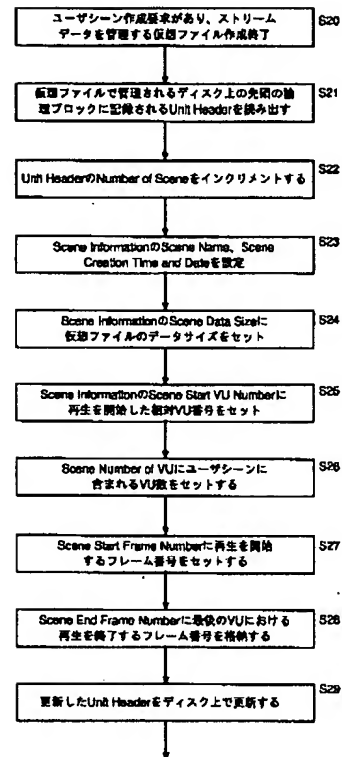 S20
ユーザシーン作成要求があり、ストリーム
データを管理する仮想ファイル作成終了
S21
仮想ファイルで管理されるディスク上の先頭の論
理ブロックに記録されるUnit Headerを読み出す
S22
Unit HeaderのNumber of Sceneをインクリメントする
S23
Scene InformationのScene Name、Scene
Creation Time and Dateを設定
S24
Scene InformationのScene Data Sizeに
仮想ファイルのデータサイズをセット
S25
Scene InformationのScene Start VU Numberに
再生を開始した相対VU番号をセット
S26
Scene Number of VUにユーザシーンに
含まれるVU数をセットする
S27
Scene Start Frame Numberに再生を開始
するフレーム番号をセットする
S28
Scene End Frame Numberに最後のVUにおける
再生を終了するフレーム番号を格納する
S29
更新したUnit Headerをディスク上で更新する